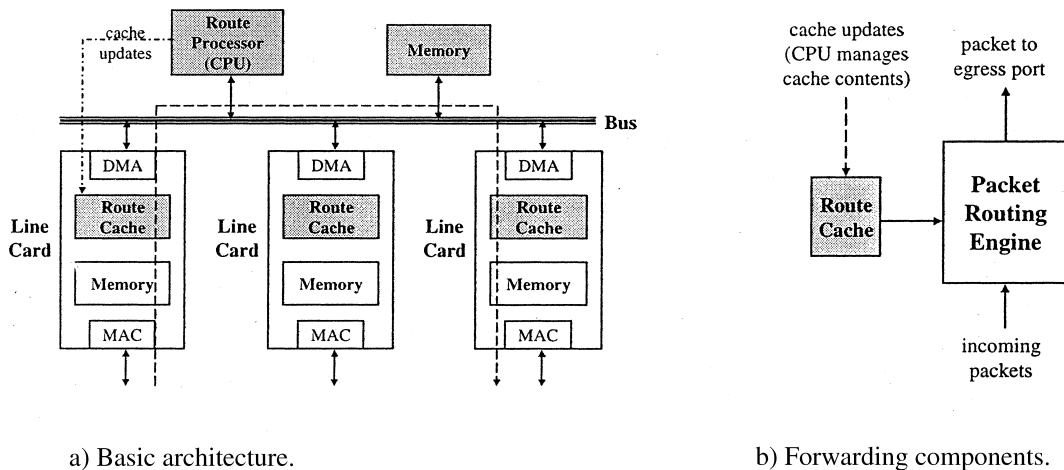 cache
updates
Route
Processor
(CPU)
Memory
Bus
DMA
Route
Cache
Memory
MAC
Line
Card
DMA
Route
Cache
Memory
MAC
Line
Card
DMA
Route
Cache
Memory
MAC
Line
Card
a) Basic architecture.
cache updates
(CPU manages
cache contents)
packet to
egress port
Route
Cache
Packet
Routing
Engine
incoming
packets
b) Forwarding components.